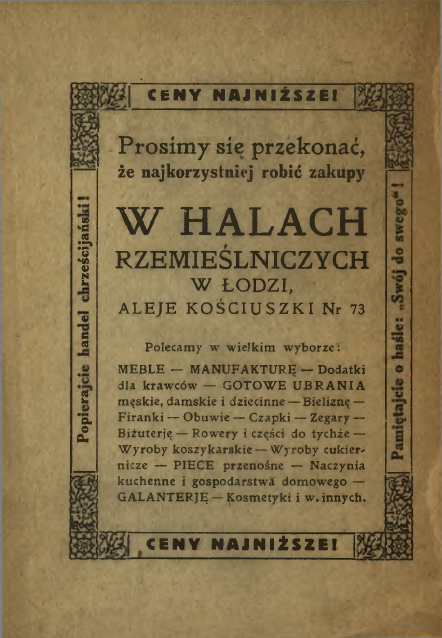 CENY NAJNIŻSZE!
Popierajcie handel chrześcijański!
Prosimy się przekonać,
że najkorzystniej robić zakupy
W HALACH
RZEMIEŚLNICZYCH
W ŁODZI,
ALEJE KOŚCIUSZKI Nr 73
Polecamy w wielkim wyborze:
MEBLE — MANUFAKTURĘ — Dodatki
dla krawców — GOTOWE UBRANIA
męskie, damskie i dziecinne — Bieliznę —
Firanki — Obuwie — Czapki — Zegary —
Biżuterję — Rowery i części do tychże —
Wyroby koszykarskie — Wyroby cukier-
nicze — PIECE przenośne — Naczynia
kuchenne i gospodarstwa domowego —
GALANTERJĘ — Kosmetyki i w. innych.
Pamiętajcie o haśle: „Swój do swego"!
CENY NAJNIŻSZE!